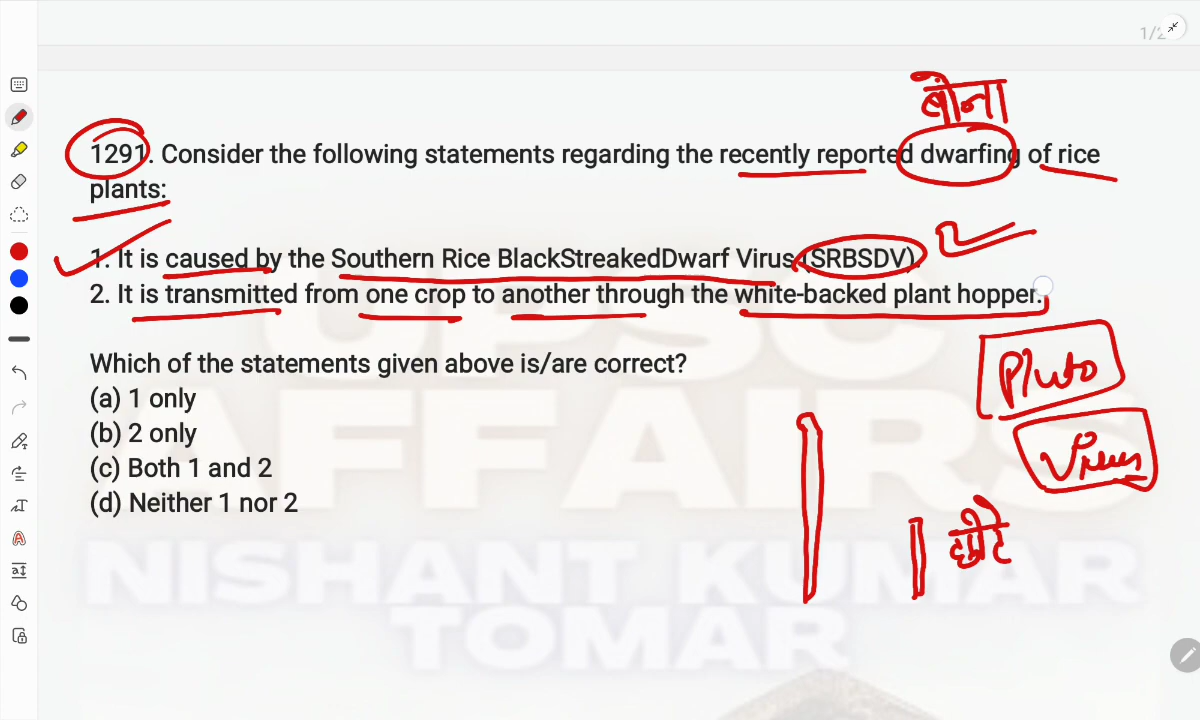 1/2
बौना
1291. Consider the following statements regarding the recently reported dwarfing of rice
plants:
1. It is caused by the Southern Rice BlackStreakedDwarf Virus (SRBSDV).
2. It is transmitted from one crop to another through the white-backed plant hopper.
Which of the statements given above is/are correct?
Pluto
(a) 1 only
(b) 2 only
Virus
(c) Both 1 and 2
(d) Neither 1 nor 2
UPSC
AFFAIRS
NISHANT KUMAR
TOMAR